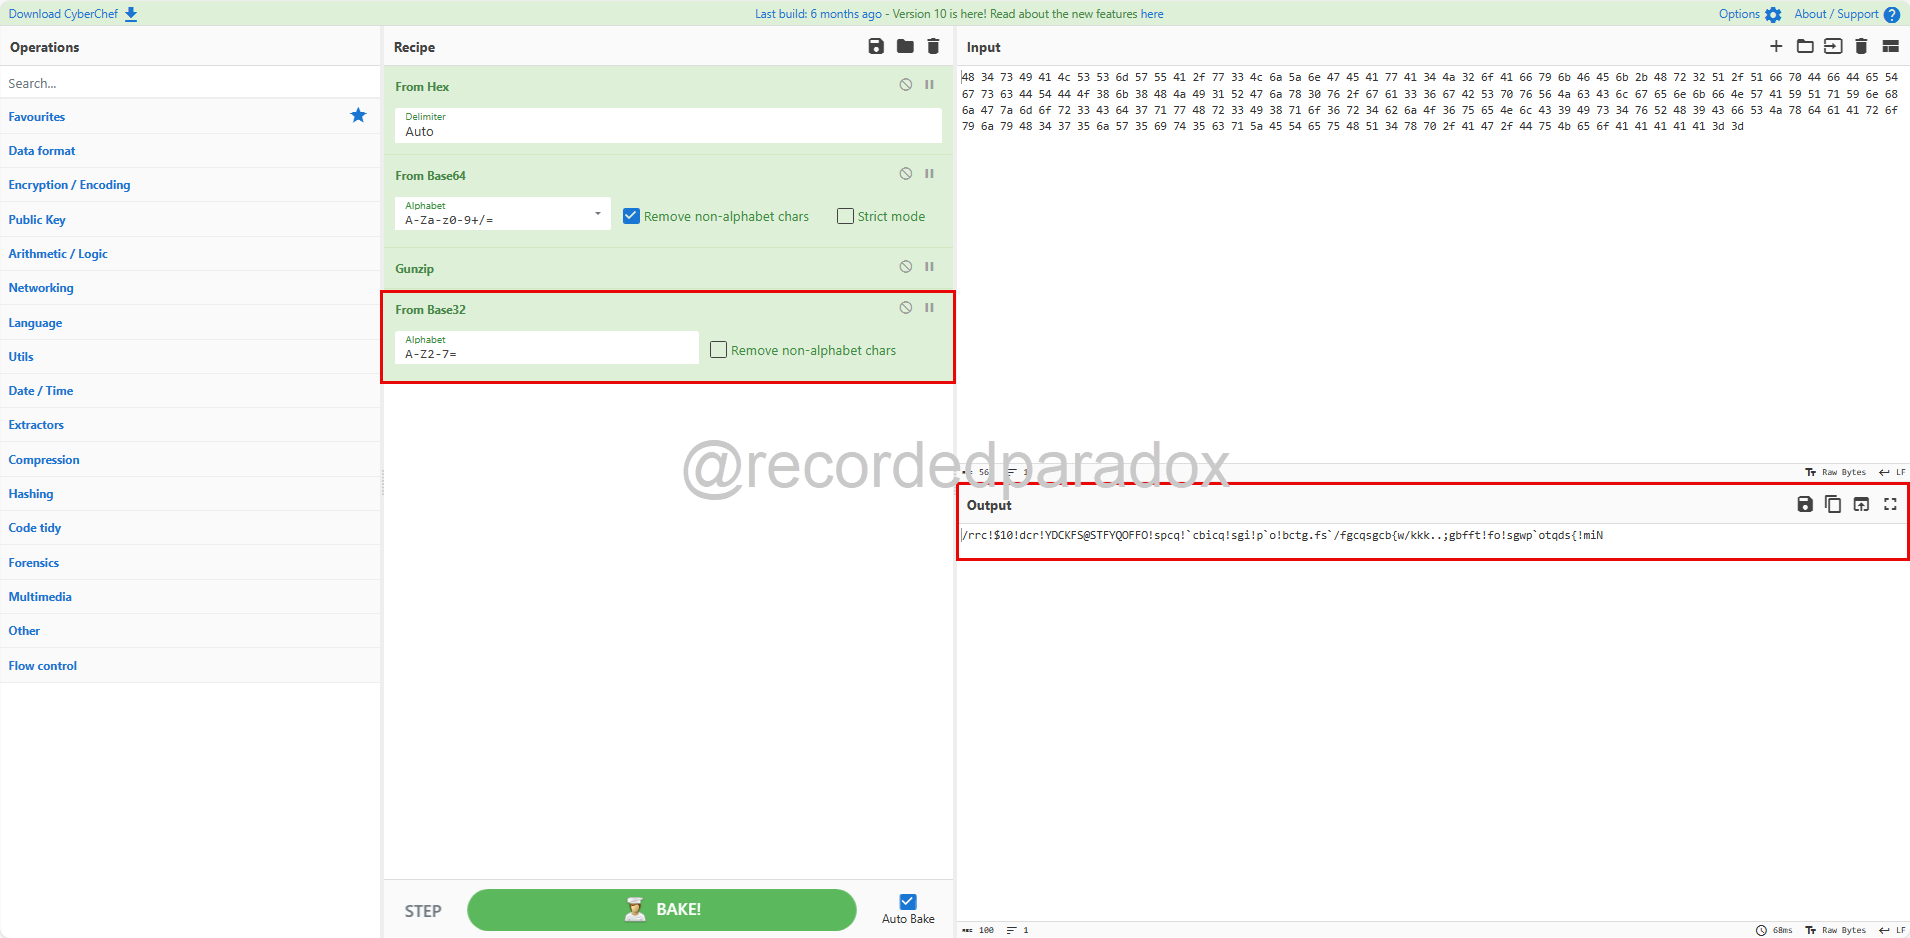 Download CyberChef
Last build: 6 months ago - Version 10 is here! Read about the new features here
Options
About / Support
Operations
Search...
Favourites
Data format
Encryption / Encoding
Public Key
Arithmetic / Logic
Networking
Language
Utils
Date / Time
Extractors
Compression
Hashing
Code tidy
Forensics
Multimedia
Other
Flow control
Recipe
From Hex
Delimiter
Auto
From Base64
Alphabet
A-Za-z0-9+/=
Remove non-alphabet chars
Strict mode
Gunzip
From Base32
Alphabet
A-Z2-7=
Remove non-alphabet chars
STEP
BAKE!
Auto Bake
Input
48 34 73 49 41 4c 53 53 6d 57 55 41 2f 77 33 4c 6a 5a 6e 47 45 41 77 41 34 4a 32 6f 41 66 79 6b 46 45 6b 2b 48 72 32 51 2f 51 66 70 44 66 44 65 54
67 73 63 44 54 44 4f 38 6b 38 48 4a 49 31 52 47 6a 78 30 76 2f 67 61 33 36 67 42 53 70 76 56 4a 63 43 6c 67 65 6e 6b 66 4e 57 41 59 51 71 59 6e 68
6a 47 7a 6d 6f 72 33 43 64 37 71 77 48 72 33 49 38 71 6f 36 72 34 62 6a 4f 36 75 65 4e 6c 43 39 49 73 34 76 52 48 39 43 66 53 4a 78 64 61 41 72 6f
79 6a 79 48 34 37 35 6a 57 35 69 74 35 63 71 5a 45 54 65 75 48 51 34 78 70 2f 41 47 2f 44 75 4b 65 6f 41 41 41 41 41 3d 3d
@recordedparadox
Raw Bytes
LF
Output
/rrc!$10!dcr!YDCKFS@STFYQOFFO!spcq!`cbicq!sgi!p`o!bctg.fs`/fgcqsgcb{w/kkk..;gbfft!fo!sgwp`otqds{!miN
100
1
68ms
Raw Bytes
LF